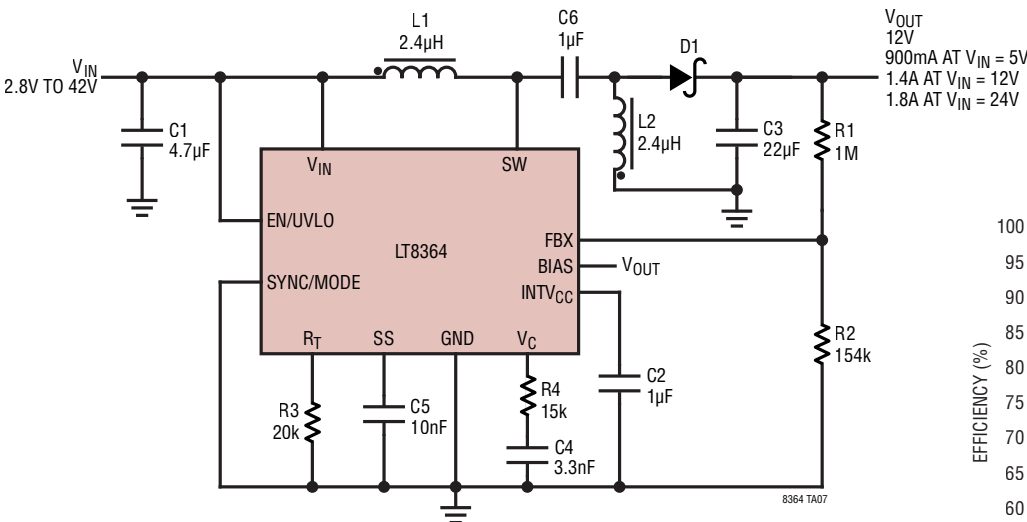 VIN
2.8V TO 42V
L1
2.4µH
C6
1µF
D1
VOUT
12V
900mA AT VIN = 5V
1.4A AT VIN = 12V
1.8A AT VIN = 24V
C1
4.7µF
L2
2.4µH
C3
22µF
R1
1M
VIN
SW
EN/UVLO
LT8364
FBX
BIAS
VOUT
SYNC/MODE
INTVCC
RT
SS
GND
VC
R2
154k
R3
20k
C5
10nF
R4
15k
C2
1µF
C4
3.3nF
8364 TA07
EFFICIENCY (%)
100
95
90
85
80
75
70
65
60